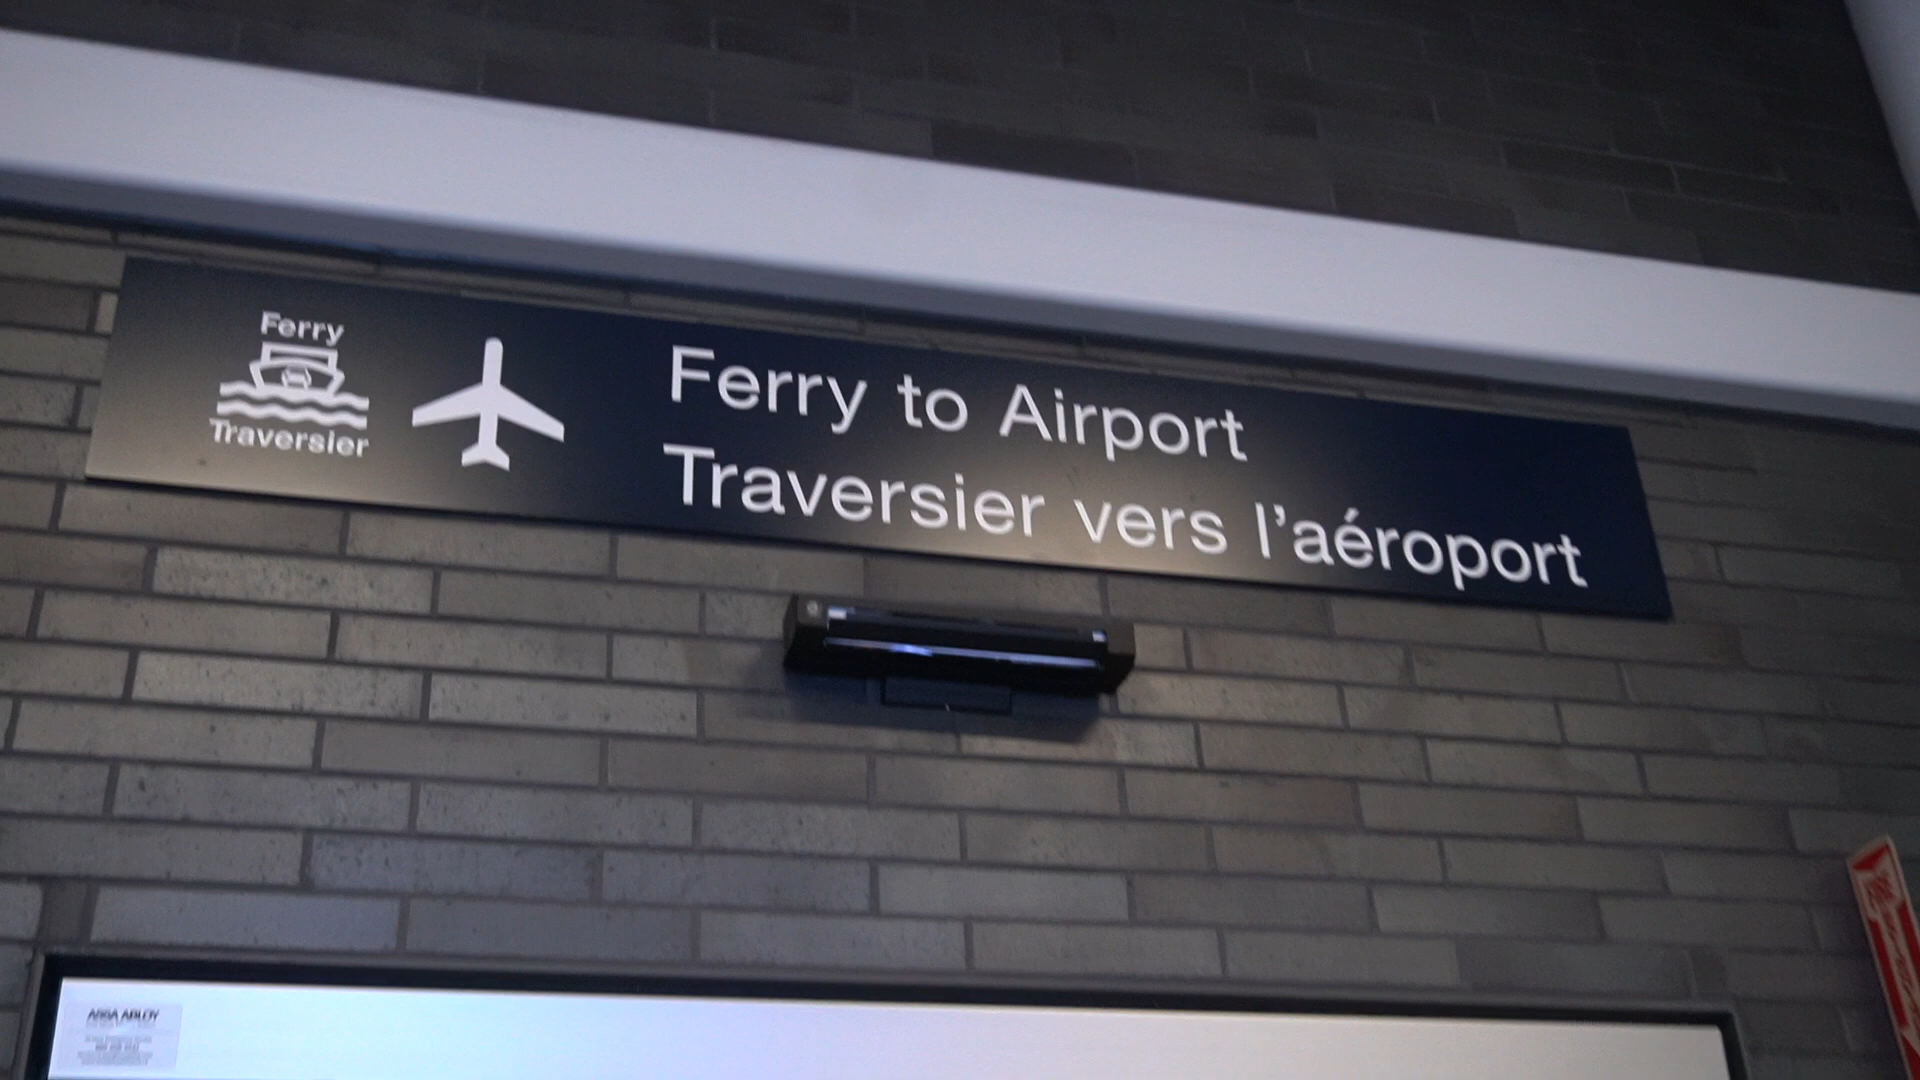 Ferry
Traversier
Ferry to Airport
Traversier vers l'aéroport
ASSA ABLOY